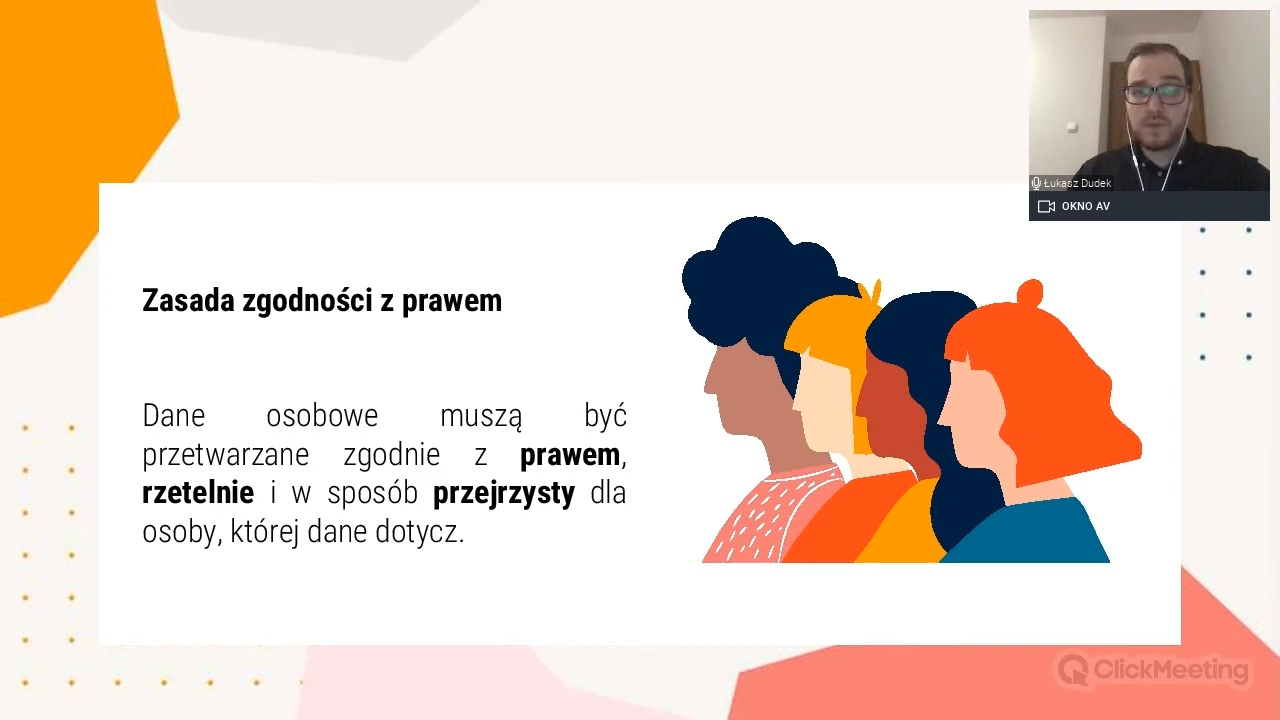 Łukasz Dudek
OKNO AV
Zasada zgodności z prawem
Dane osobowe muszą być
przetwarzane zgodnie z prawem,
rzetelnie i w sposób przejrzysty dla
osoby, której dane dotycz.
ClickMeeting